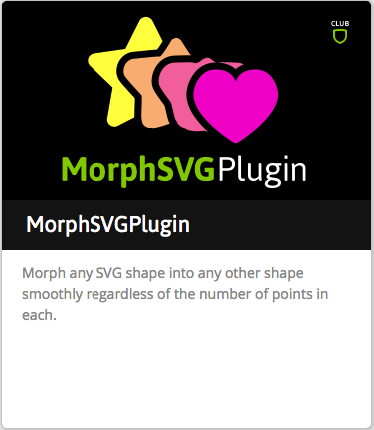 CLUB
MorphSVGPlugin
MorphSVGPlugin
Morph any SVG shape into any other shape
smoothly regardless of the number of points in
each.